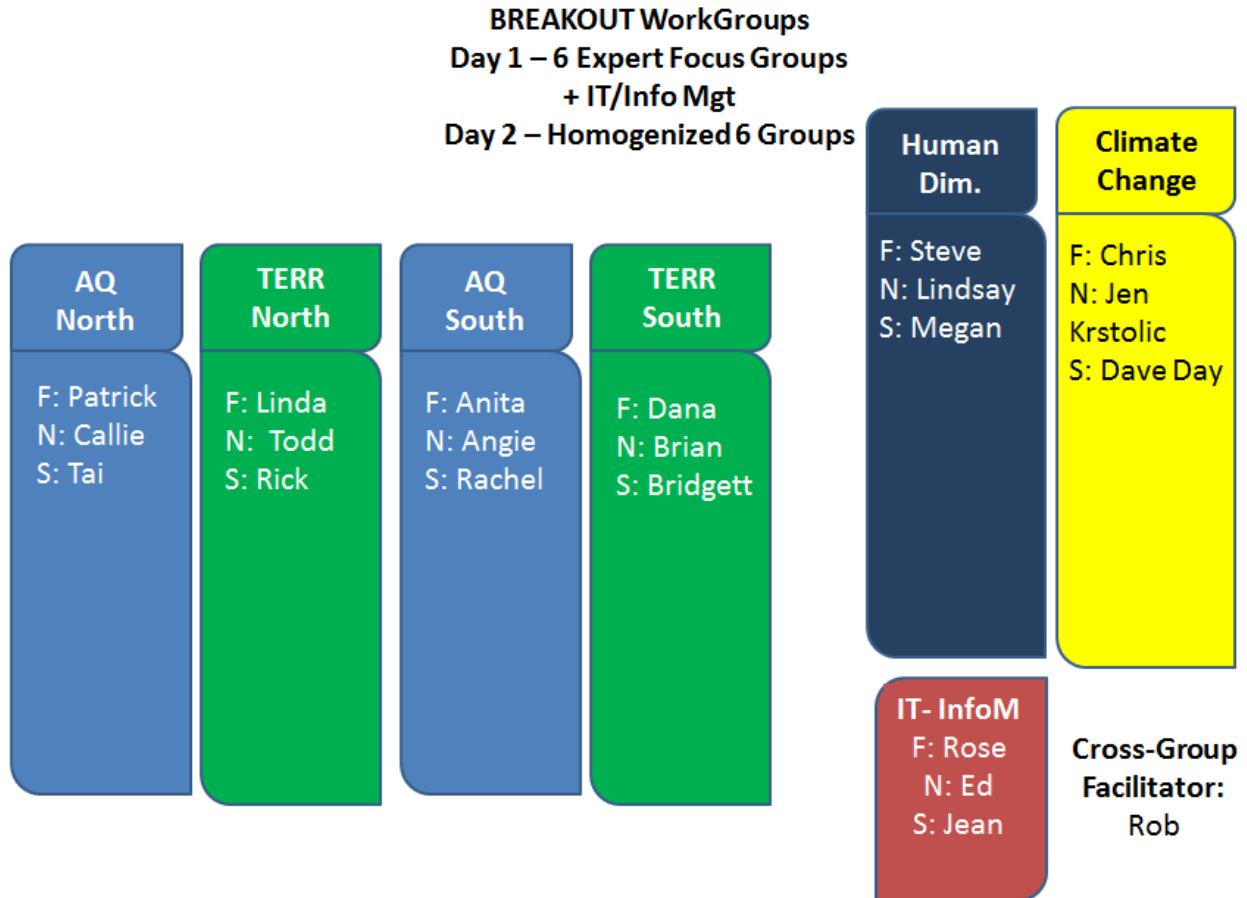 BREAKOUT WorkGroups
Day 1 – 6 Expert Focus Groups
+ IT/Info Mgt
Day 2 – Homogenized 6 Groups
AQ
North
F: Patrick
N: Callie
S: Tai
TERR
North
F: Linda
N:  Todd
S: Rick
AQ
South
F: Anita
N: Angie
S: Rachel
TERR
South
F: Dana
N: Brian
S: Bridgett
Human
Dim.
F: Steve
N: Lindsay
S: Megan
Climate
Change
F: Chris
N: Jen
Krstolic
S: Dave Day
IT- InfoM
F: Rose
N: Ed
S: Jean
Cross-Group
Facilitator:
Rob